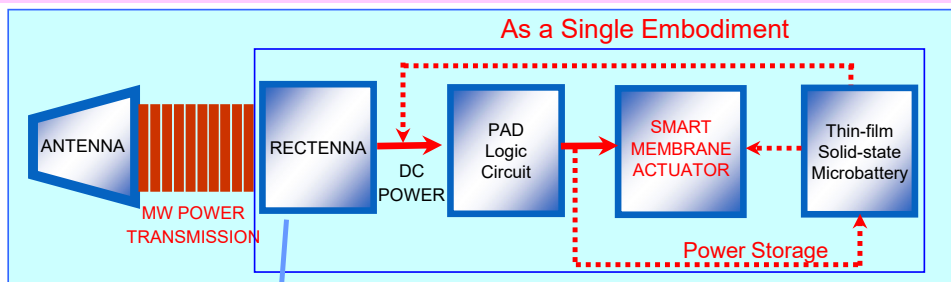 As a Single Embodiment
ANTENNA
MW POWER
TRANSMISSION
RECTENNA
DC
POWER
PAD
Logic
Circuit
SMART
MEMBRANE
ACTUATOR
Thin-film
Solid-state
Microbattery
Power Storage